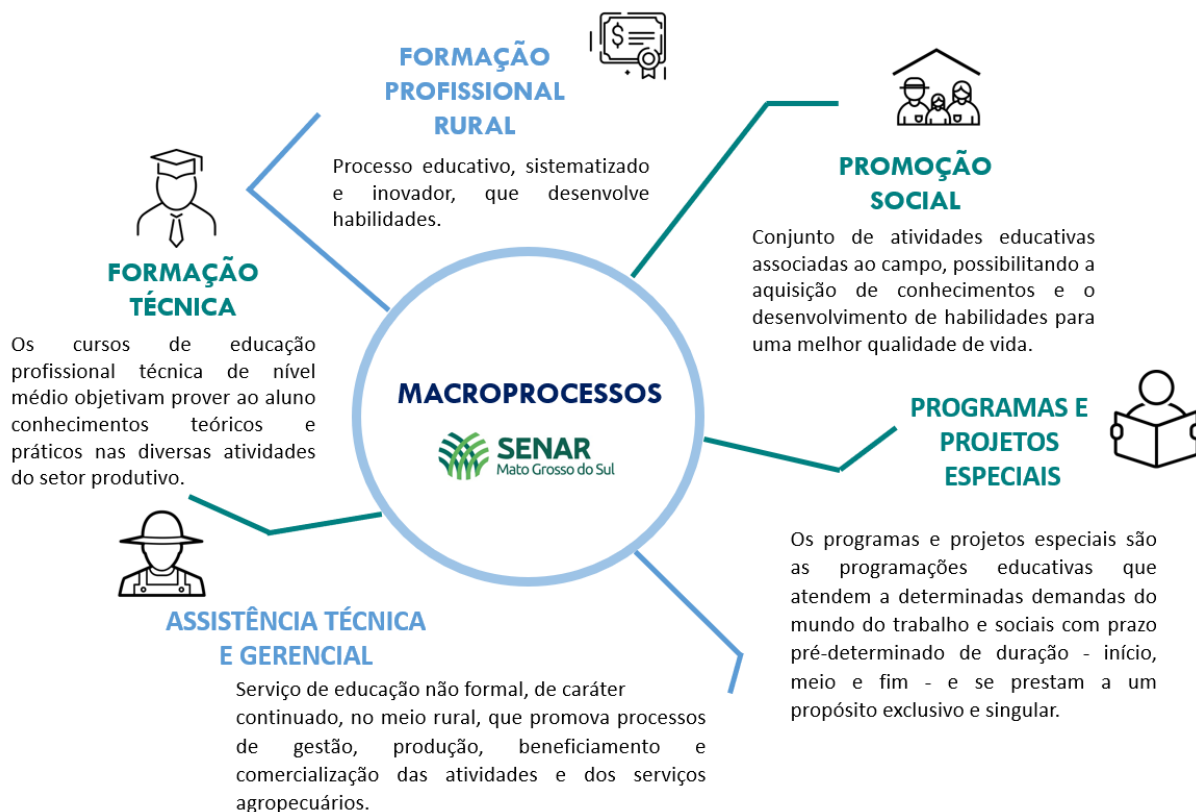 FORMAÇÃO
PROFISSIONAL
RURAL
Processo educativo, sistematizado
e inovador, que desenvolve
habilidades.
PROMOÇÃO
SOCIAL
Conjunto de atividades educativas
associadas ao campo, possibilitando a
aquisição de conhecimentos e o
desenvolvimento de habilidades para
uma melhor qualidade de vida.
FORMAÇÃO
TÉCNICA
Os cursos de educação
profissional técnica de nível
médio objetivam prover ao aluno
conhecimentos teóricos e
práticos nas diversas atividades
do setor produtivo.
MACROPROCESSOS
SENAR
Mato Grosso do Sul
PROGRAMAS E
PROJETOS
ESPECIAIS
Os programas e projetos especiais são
as programações educativas que
atendem a determinadas demandas do
mundo do trabalho e sociais com prazo
pré-determinado de duração - início,
meio e fim - e se prestam a um
propósito exclusivo e singular.
ASSISTÊNCIA TÉCNICA
E GERENCIAL
Serviço de educação não formal, de caráter
continuado, no meio rural, que promova processos
de gestão, produção, beneficiamento e
comercialização das atividades e dos serviços
agropecuários.